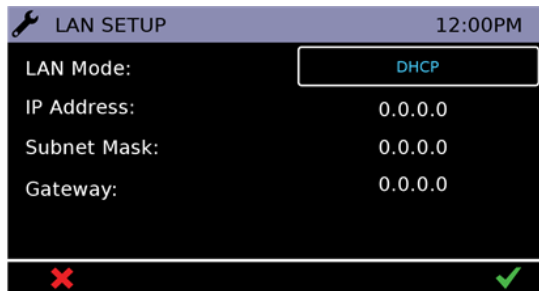 LAN SETUP 12:00PM
LAN Mode: DHCP
IP Address: 0.0.0.0
Subnet Mask: 0.0.0.0
Gateway: 0.0.0.0